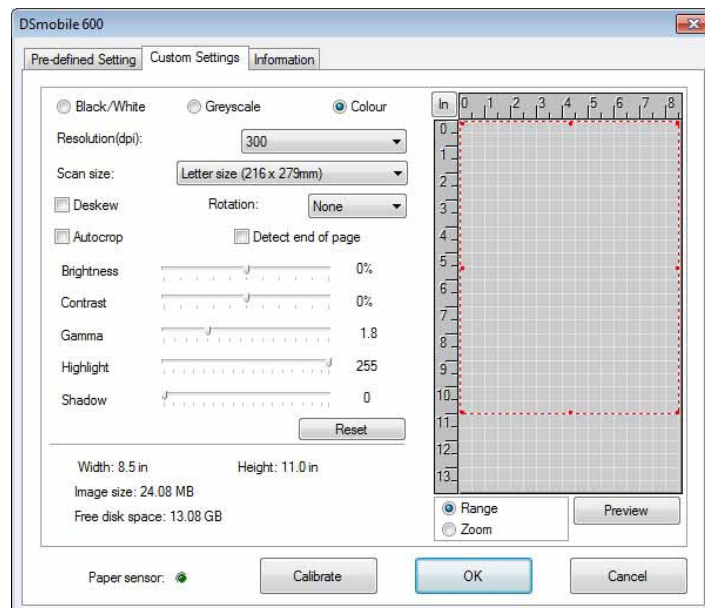 DSmobile 600
Pre-defined Setting Custom Settings Information
Black/White Greyscale Colour
Resolution(dpi): 300
Scan size: Letter size (216 x 279mm)
Deskew Rotation: None
Autocrop Detect end of page
Brightness 0%
Contrast 0%
Gamma 1.8
Highlight 255
Shadow 0
Reset
Width: 8.5 in Height: 11.0 in
Image size: 24.08 MB
Free disk space: 13.08 GB
In 0 1 2 3 4 5 6 7 8
0
1
2
3
4
5
6
7
8
9
10
11
12
13
Range
Zoom
Preview
Paper sensor: Calibrate OK Cancel